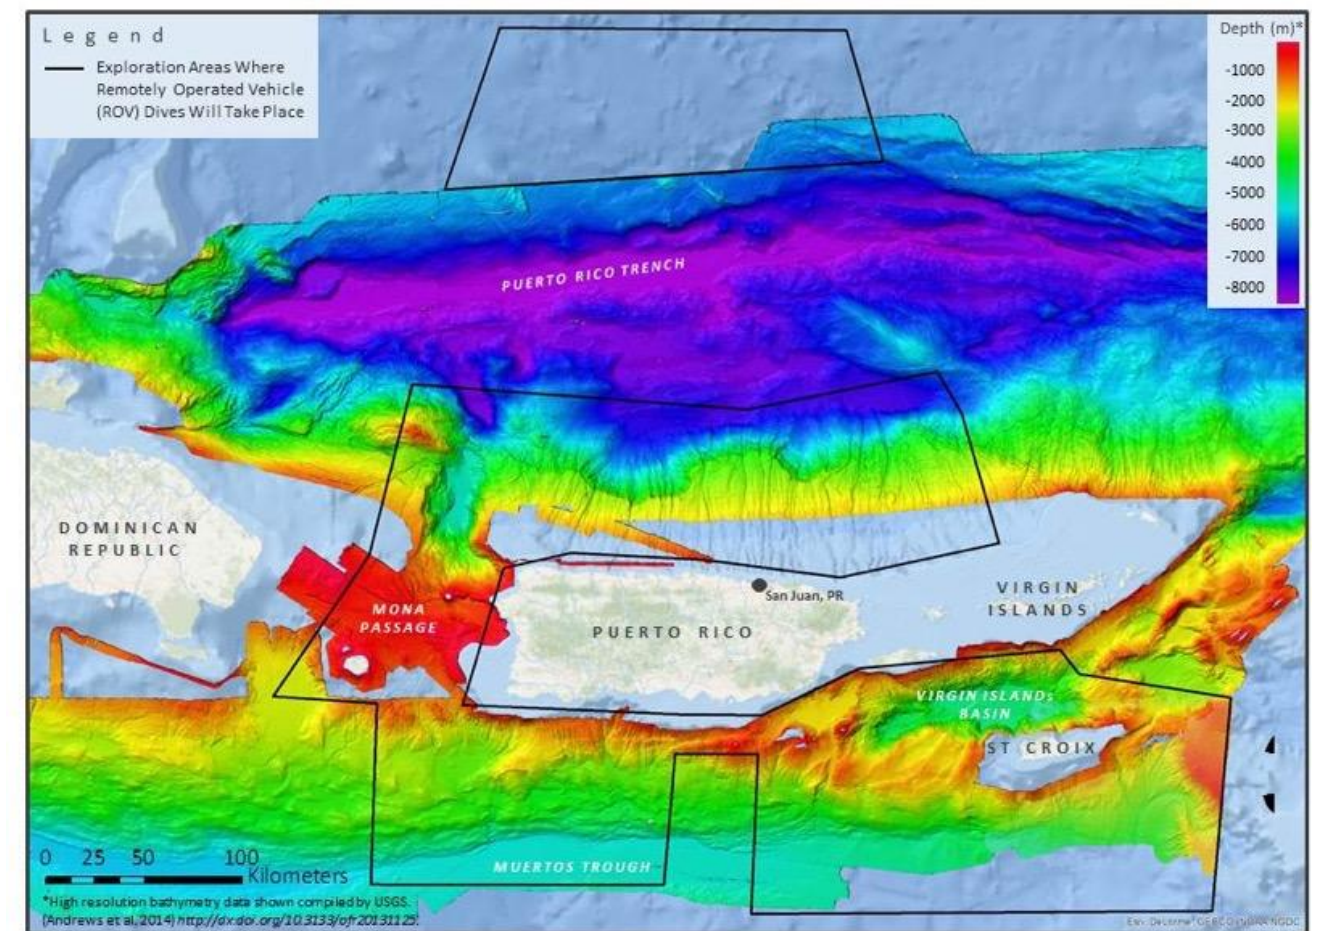 Legend
Exploration Areas Where
Remotely Operated Vehicle
(ROV) Dives Will Take Place
Depth (m)*
-1000
-2000
-3000
-4000
-5000
-6000
-7000
-8000
PUERTO RICO TRENCH
DOMINICAN
REPUBLIC
MONA
PASSAGE
San Juan, PR
PUERTO RICO
VIRGIN
ISLANDS
VIRGIN ISLANDS
BASIN
ST CROIX
MUERTOS TROUGH
0 25 50 100
Kilometers
*High resolution bathymetry data shown compiled by USGS.
(Andrews et al, 2014) http://dx.doi.org/10.3133/ofr20131125.